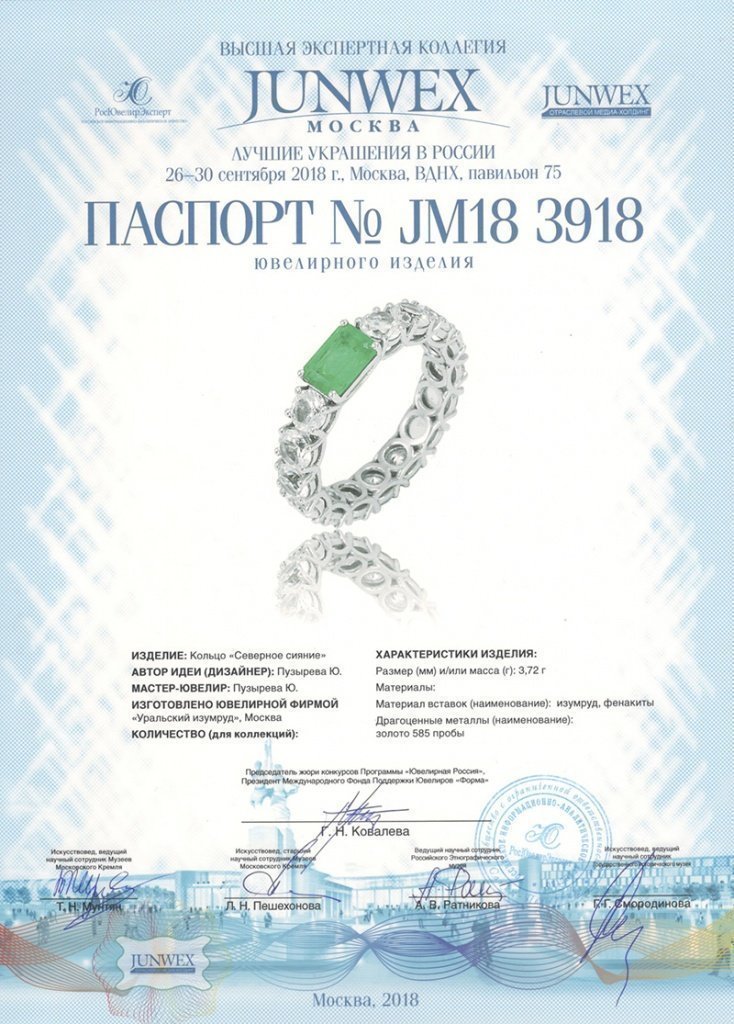 ВЫСШАЯ ЭКСПЕРТНАЯ КОЛЛЕГИЯ
JUNWEX
МОСКВА
РосЮвелирЭксперт
JUNWEX
ОТРАСЛЕВОЙ МЕДИА-ХОЛДИНГ
ЛУЧШИЕ УКРАШЕНИЯ В РОССИИ
26–30 сентября 2018 г., Москва, ВДНХ, павильон 75
ПАСПОРТ № JM18 3918
ювелирного изделия
ИЗДЕЛИЕ: Кольцо «Северное сияние»
АВТОР ИДЕИ (ДИЗАЙНЕР): Пузырева Ю.
МАСТЕР-ЮВЕЛИР: Пузырева Ю.
ИЗГОТОВЛЕНО ЮВЕЛИРНОЙ ФИРМОЙ
«Уральский изумруд», Москва
КОЛИЧЕСТВО (для коллекций):
ХАРАКТЕРИСТИКИ ИЗДЕЛИЯ:
Размер (мм) и/или масса (г): 3,72 г
Материалы:
Материал вставок (наименование): изумруд, фенакиты
Драгоценные металлы (наименование):
золото 585 пробы
Председатель жюри конкурсов Программы «Ювелирная Россия»,
Президент Международного Фонда Поддержки Ювелиров «Форма»
Г. Н. Ковалева
Искусствовед, ведущий
научный сотрудник Музеев
Московского Кремля
Т. Н. Мунтян
Искусствовед, старший
научный сотрудник Музеев
Московского Кремля
Л. Н. Пешехонова
Ведущий научный сотрудник
Российского Этнографического
музея
А. В. Ратникова
Искусствовед, ведущий
научный сотрудник
Государственного исторического музея
Г. Г. Смородинова
JUNWEX
Москва, 2018